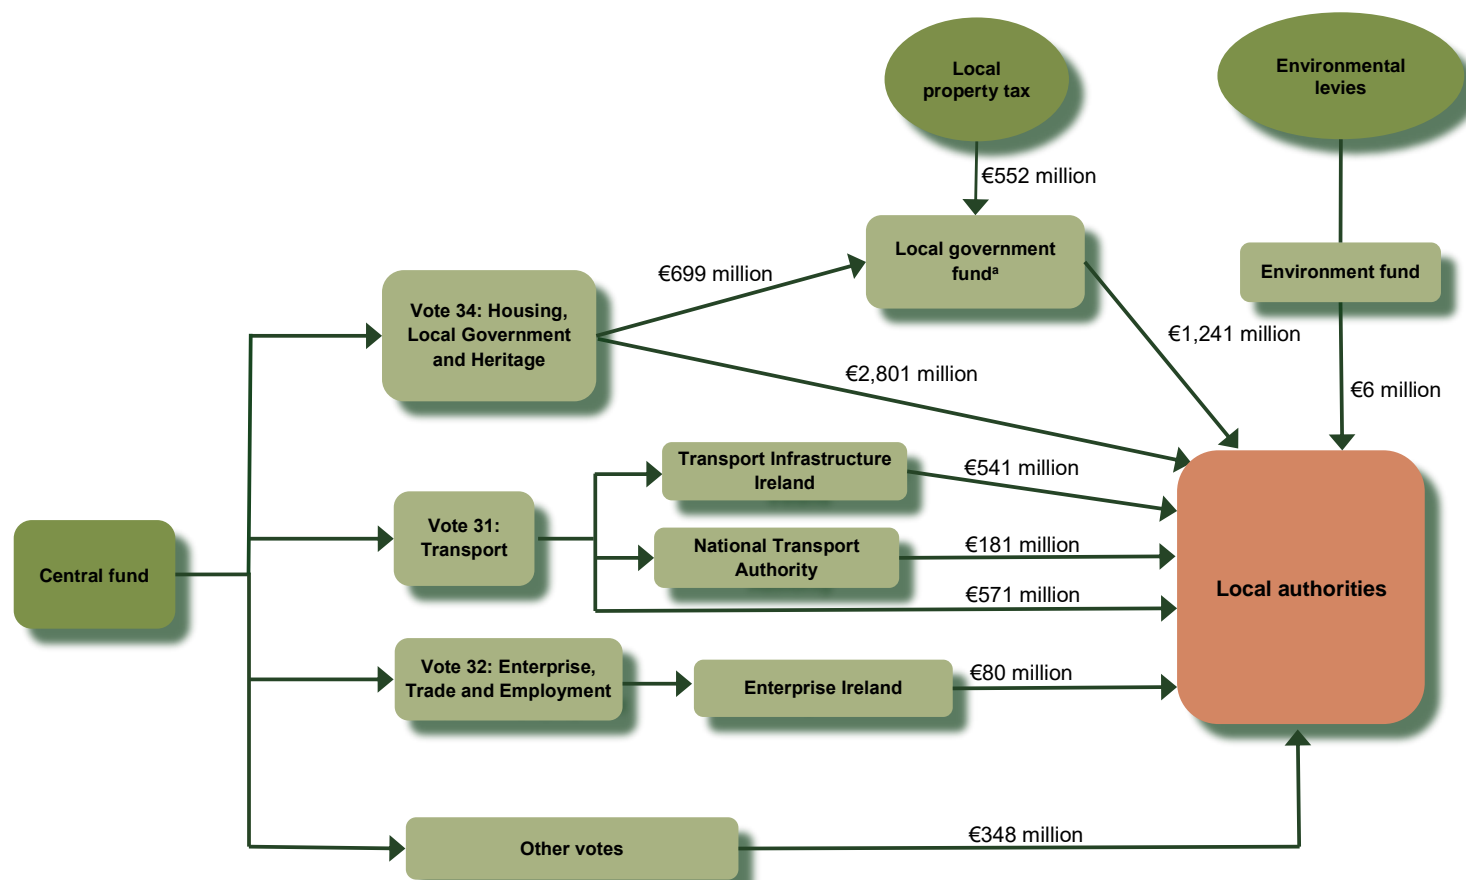 Local
property tax
Environmental
levies
€552 million
Local government
fundᵃ
Environment fund
€699 million
Vote 34: Housing,
Local Government
and Heritage
€1,241 million
€2,801 million
€6 million
Transport Infrastructure
Ireland
€541 million
Vote 31:
Transport
National Transport
Authority
€181 million
Central fund
€571 million
Local authorities
Vote 32: Enterprise,
Trade and Employment
Enterprise Ireland
€80 million
Other votes
€348 million